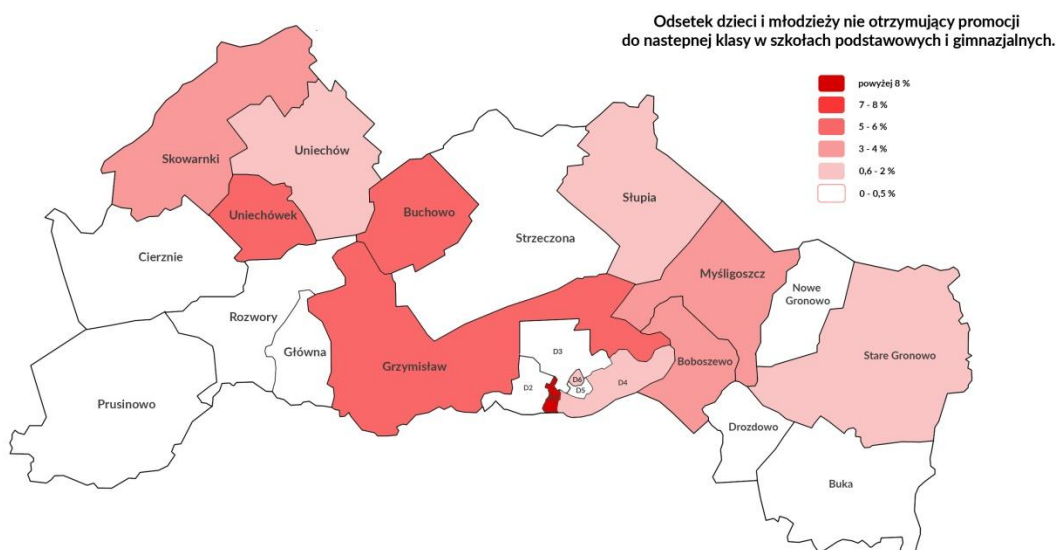 Odsetek dzieci i młodzieży nie otrzymujący promocji
do nastepnej klasy w szkołach podstawowych i gimnazjalnych.
powyżej 8 %
7 - 8 %
5 - 6 %
3 - 4 %
0,6 - 2 %
0 - 0,5 %
Skowarnki
Uniechów
Uniechówek
Buchowo
Słupia
Strzeczona
Cierznie
Myśligoszcz
Nowe
Gronowo
Rozwory
Główna
Grzymisław
D3
Boboszewo
Stare Gronowo
D2
D6
D5
D4
Prusinowo
Drozdowo
Buka